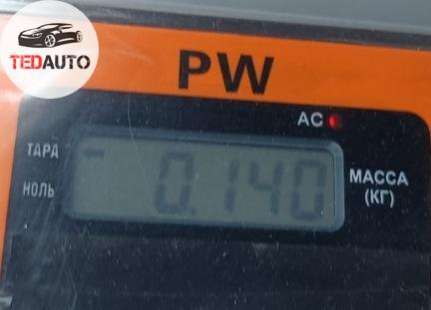 TEDAUTO
PW
AC
ТАРА
НОЛЬ
0.140
МАССА
(КГ)